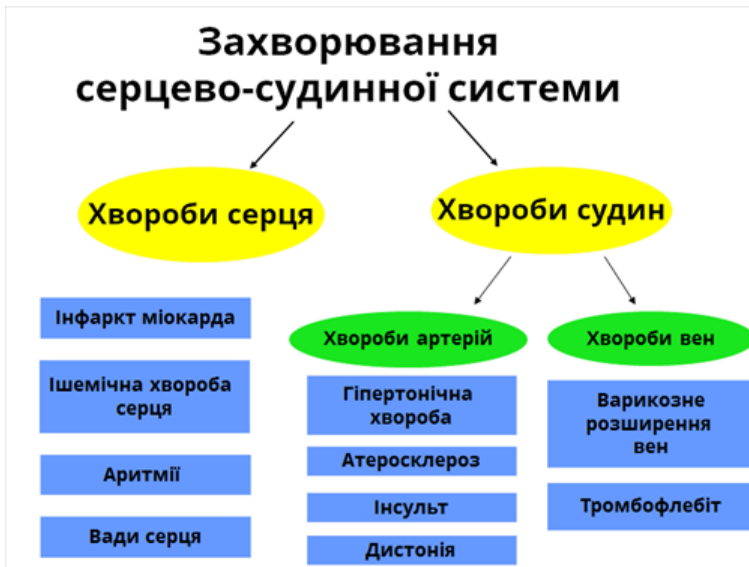 Захворювання
серцево-судинної системи
Хвороби серця
Хвороби судин
Інфаркт міокарда
Ішемічна хвороба
серця
Аритмії
Вади серця
Хвороби артерій
Гіпертонічна
хвороба
Атеросклероз
Інсульт
Дистонія
Хвороби вен
Варикозне
розширення
вен
Тромбофлебіт